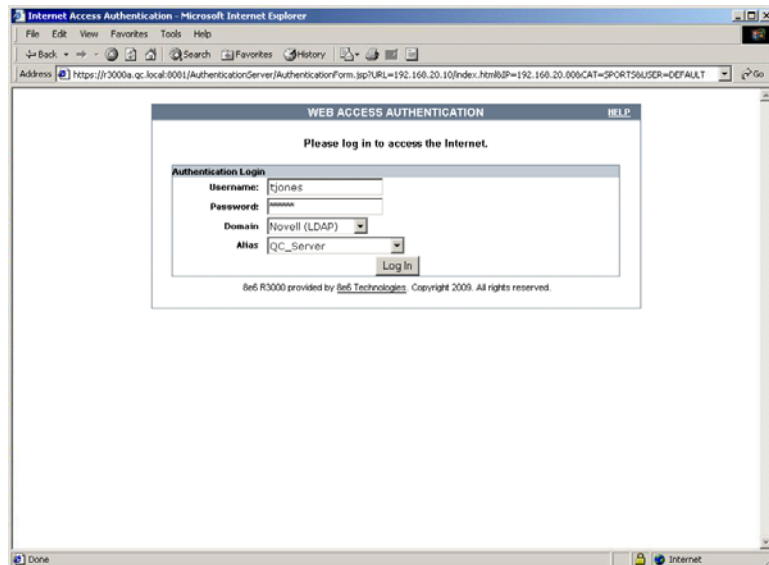 Internet Access Authentication - Microsoft Internet Explorer
File Edit View Favorites Tools Help
Back Search Favorites History
Address https://r3000a.qc.local:8081/AuthenticationServer/AuthenticationForm.jsp?URL=192.168.20.10/index.html&IP=192.168.20.80&CAT=SPORTS&USER=DEFAULT Go
WEB ACCESS AUTHENTICATION HELP
Please log in to access the Internet.
Authentication Login
Username: tjones
Password: ******
Domain Novell (LDAP)
Alias QC_Server
Log In
8e6 R3000 provided by 8e6 Technologies. Copyright 2009. All rights reserved.
Done Internet